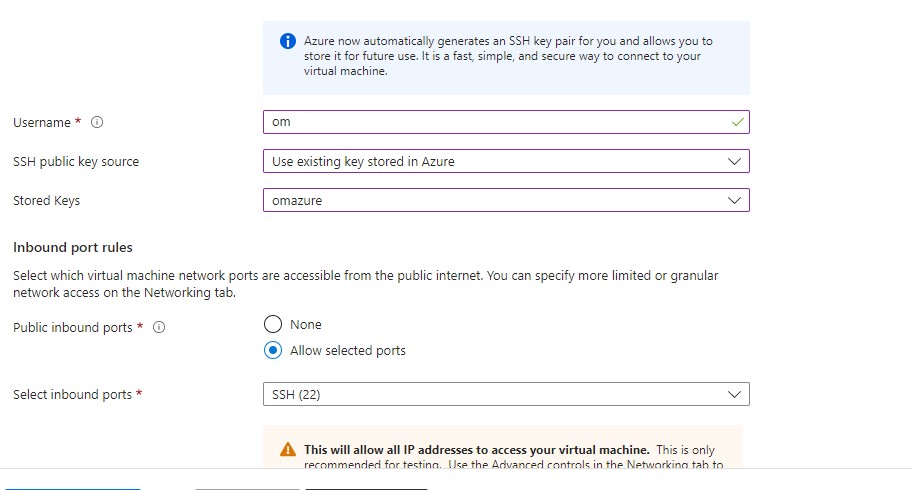 Azure now automatically generates an SSH key pair for you and allows you to
store it for future use. It is a fast, simple, and secure way to connect to your
virtual machine.
Username *
om
SSH public key source
Use existing key stored in Azure
Stored Keys
omazure
Inbound port rules
Select which virtual machine network ports are accessible from the public internet. You can specify more limited or granular
network access on the Networking tab.
Public inbound ports *
None
Allow selected ports
Select inbound ports *
SSH (22)
This will allow all IP addresses to access your virtual machine. This is only
recommended for testing. Use the Advanced controls in the Networking tab to